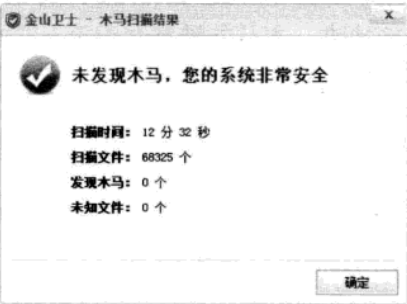 金山卫士 - 木马扫描结果
未发现木马，您的系统非常安全
扫描时间： 12 分 32 秒
扫描文件： 68325 个
发现木马： 0 个
未知文件： 0 个
确定